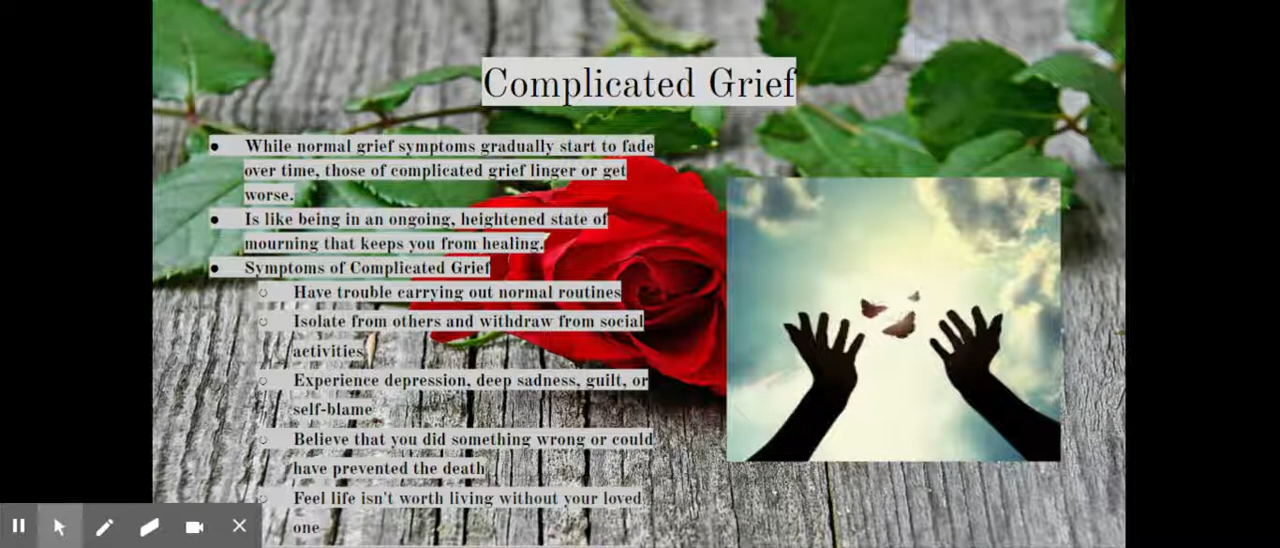 Complicated Grief
● While normal grief symptoms gradually start to fade
over time, those of complicated grief linger or get
worse.
● Is like being in an ongoing, heightened state of
mourning that keeps you from healing.
● Symptoms of Complicated Grief
○ Have trouble carrying out normal routines
○ Isolate from others and withdraw from social
activities
○ Experience depression, deep sadness, guilt, or
self-blame
○ Believe that you did something wrong or could
have prevented the death
○ Feel life isn't worth living without your loved
one